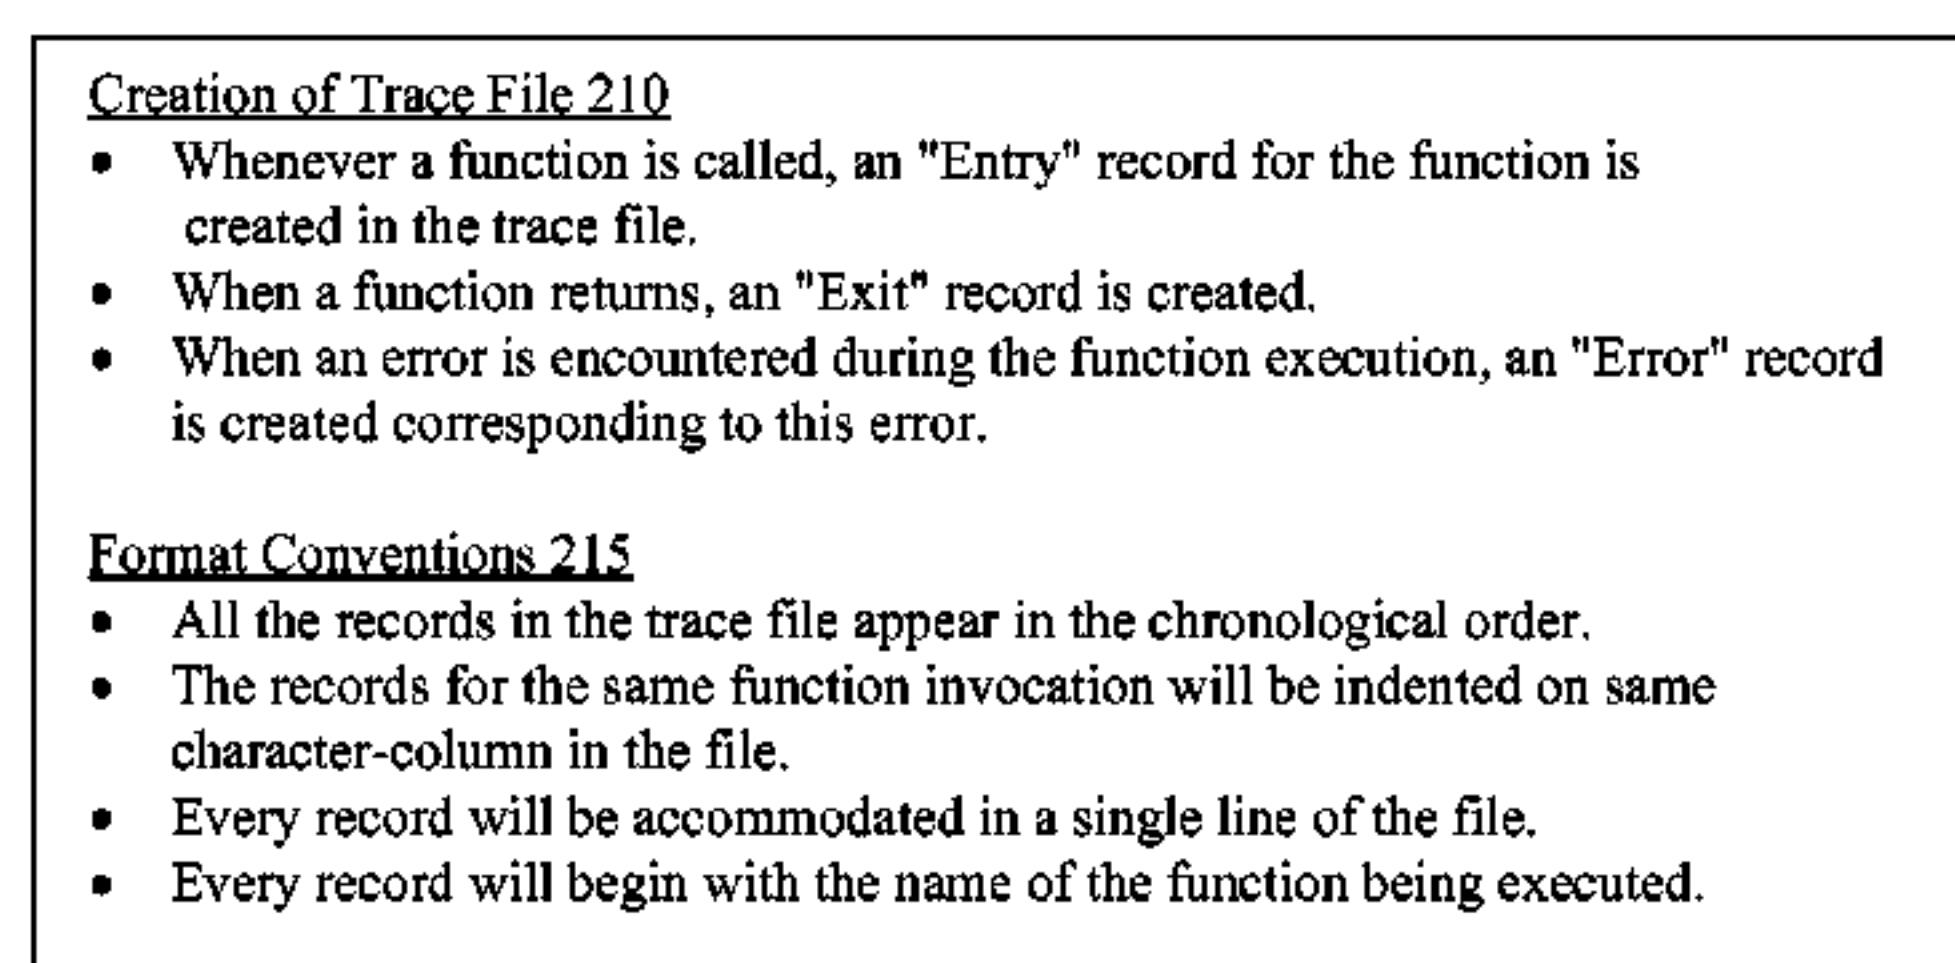 Creation of Trace File 210
• Whenever a function is called, an "Entry" record for the function is
created in the trace file.
• When a function returns, an "Exit" record is created.
• When an error is encountered during the function execution, an "Error" record
is created corresponding to this error.
Format Conventions 215
• All the records in the trace file appear in the chronological order.
• The records for the same function invocation will be indented on same
character-column in the file.
• Every record will be accommodated in a single line of the file.
• Every record will begin with the name of the function being executed.